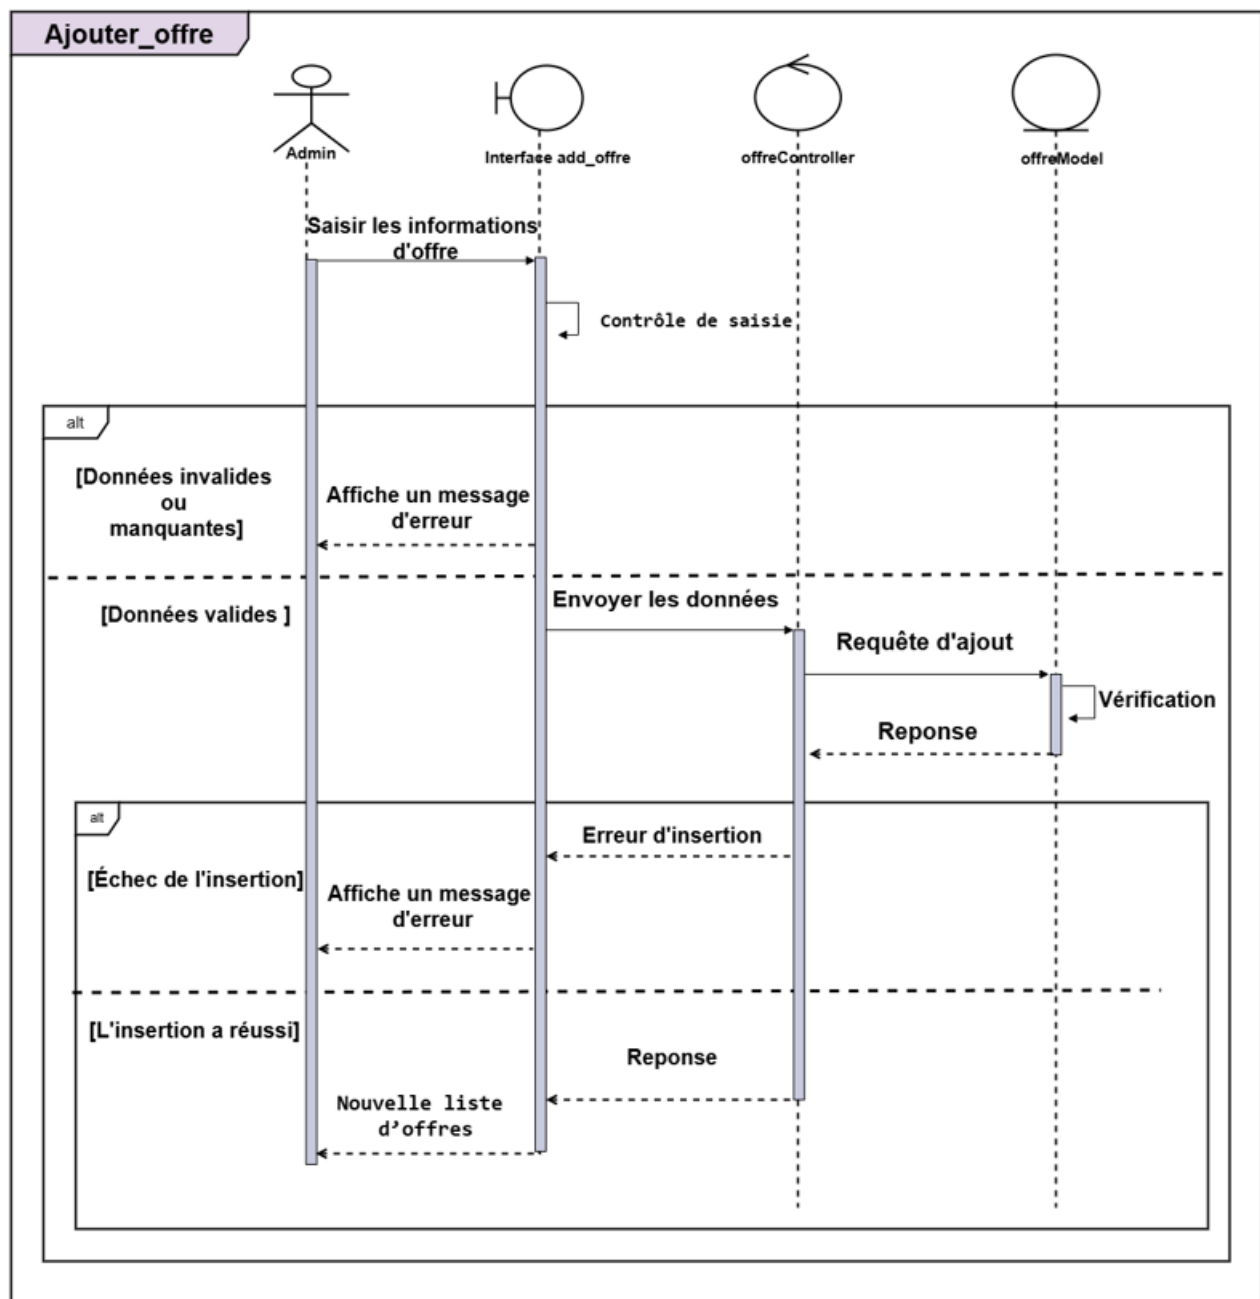 Ajouter_offre
Admin
Interface add_offre
offreController
offreModel
Saisir les informations
d'offre
Contrôle de saisie
alt
[Données invalides
ou
manquantes]
Affiche un message
d'erreur
[Données valides ]
Envoyer les données
Requête d'ajout
Vérification
Reponse
alt
Erreur d'insertion
[Échec de l'insertion]
Affiche un message
d'erreur
[L'insertion a réussi]
Reponse
Nouvelle liste
d’offres